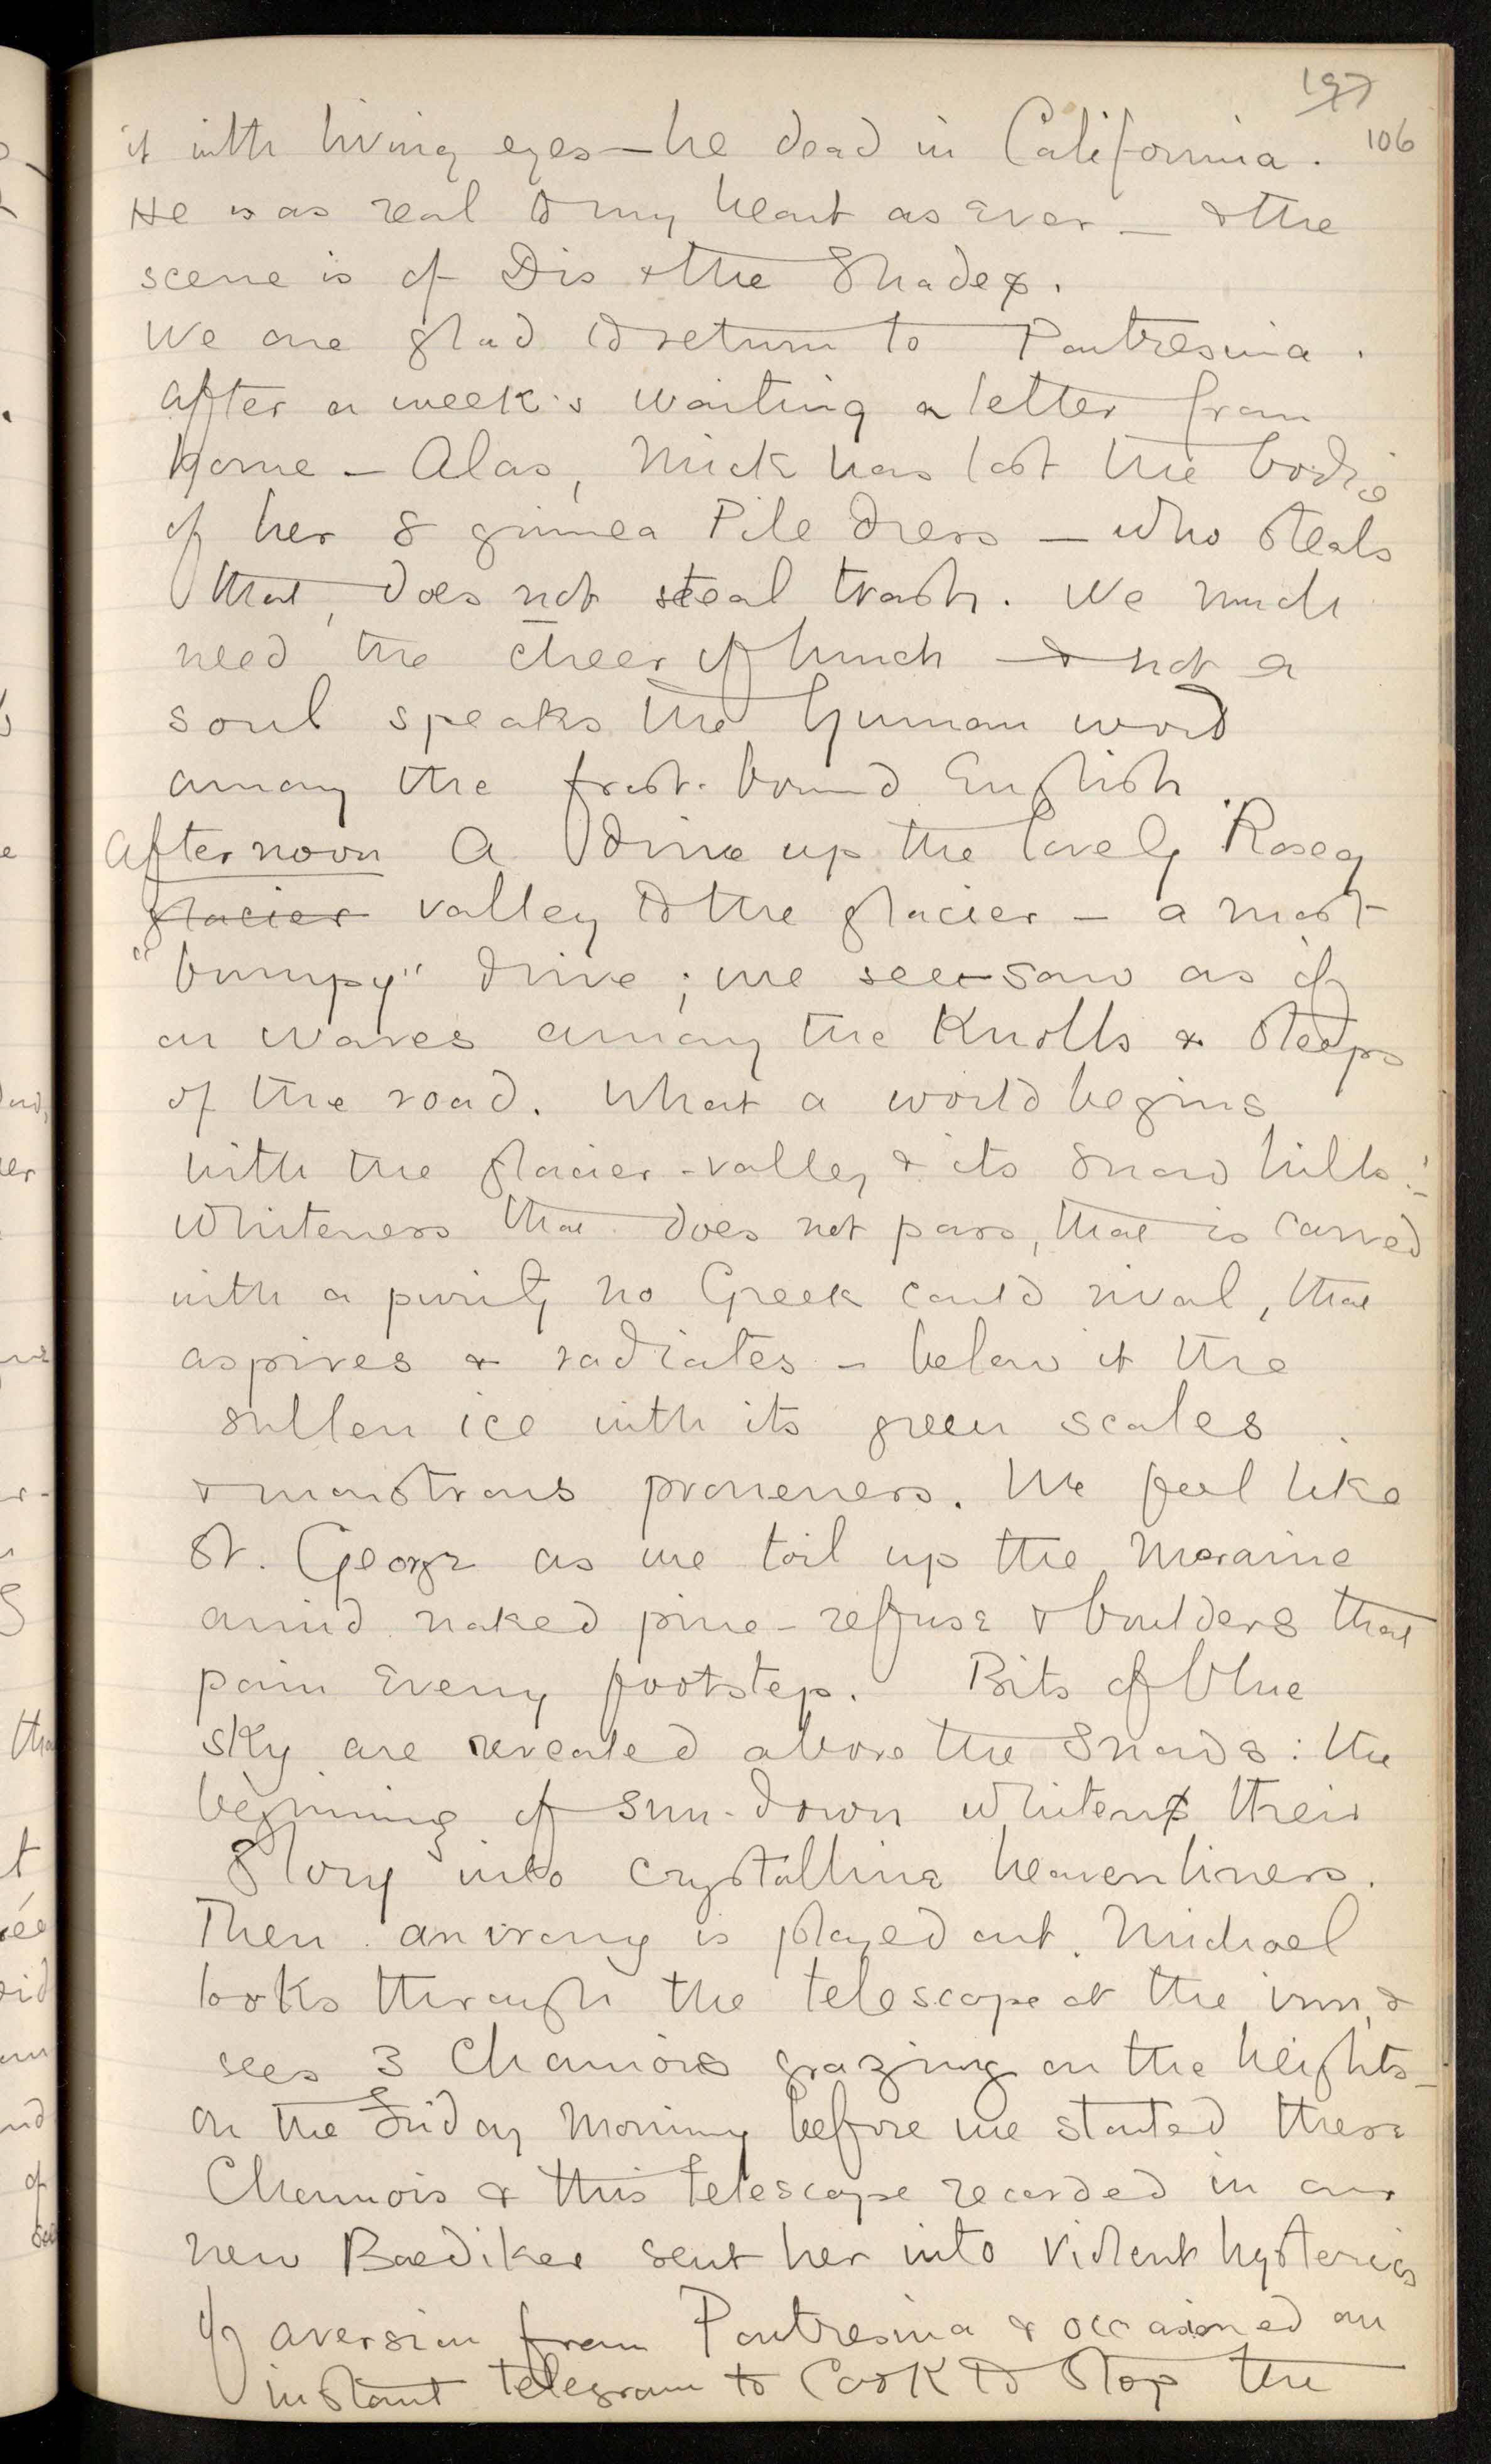 197
106
it with living eyes — he dead in California.
He is as real to my heart as ever — & the
scene is of Dis & the Shades.
We are glad to return to Pontresina.
After a week's waiting a letter from
home — Alas, Mick has lost the bodice
of her 8 guinea Pile dress — who steals
that, does not steal trash. We much
need the cheer of lunch — & not a
soul speaks the human word
among the frost-bound English.
Afternoon A drive up the lovely Roseg
glacier valley to the glacier — a most
"bumpy" drive; we see-saw as if
on waves among the Knolls & steeps
of the road. What a world begins
with the glacier-valley & its snow hills! —
Whiteness that does not pass, that is carved
with a purity no Greek could rival, that
aspires & radiates — below it the
sullen ice with its green scales
& monstrous proneness. We feel like
St. George as we toil up the Moraine
amid naked pine-refuse & boulders that
pain every footstep. Bits of blue
sky are revealed above the snows: the
beginning of sun-down whitens their
glory into crystalline heavenliness.
Then an irony is played out. Michael
looks through the telescope at the inn, &
sees 3 Chamois grazing on the heights —
On the Friday Morning before we started these
Chamois & this telescope recorded in our
new Baediker sent her into violent hysterics
of aversion from Pontresina & occasioned an
instant telegram to Cook to stop the